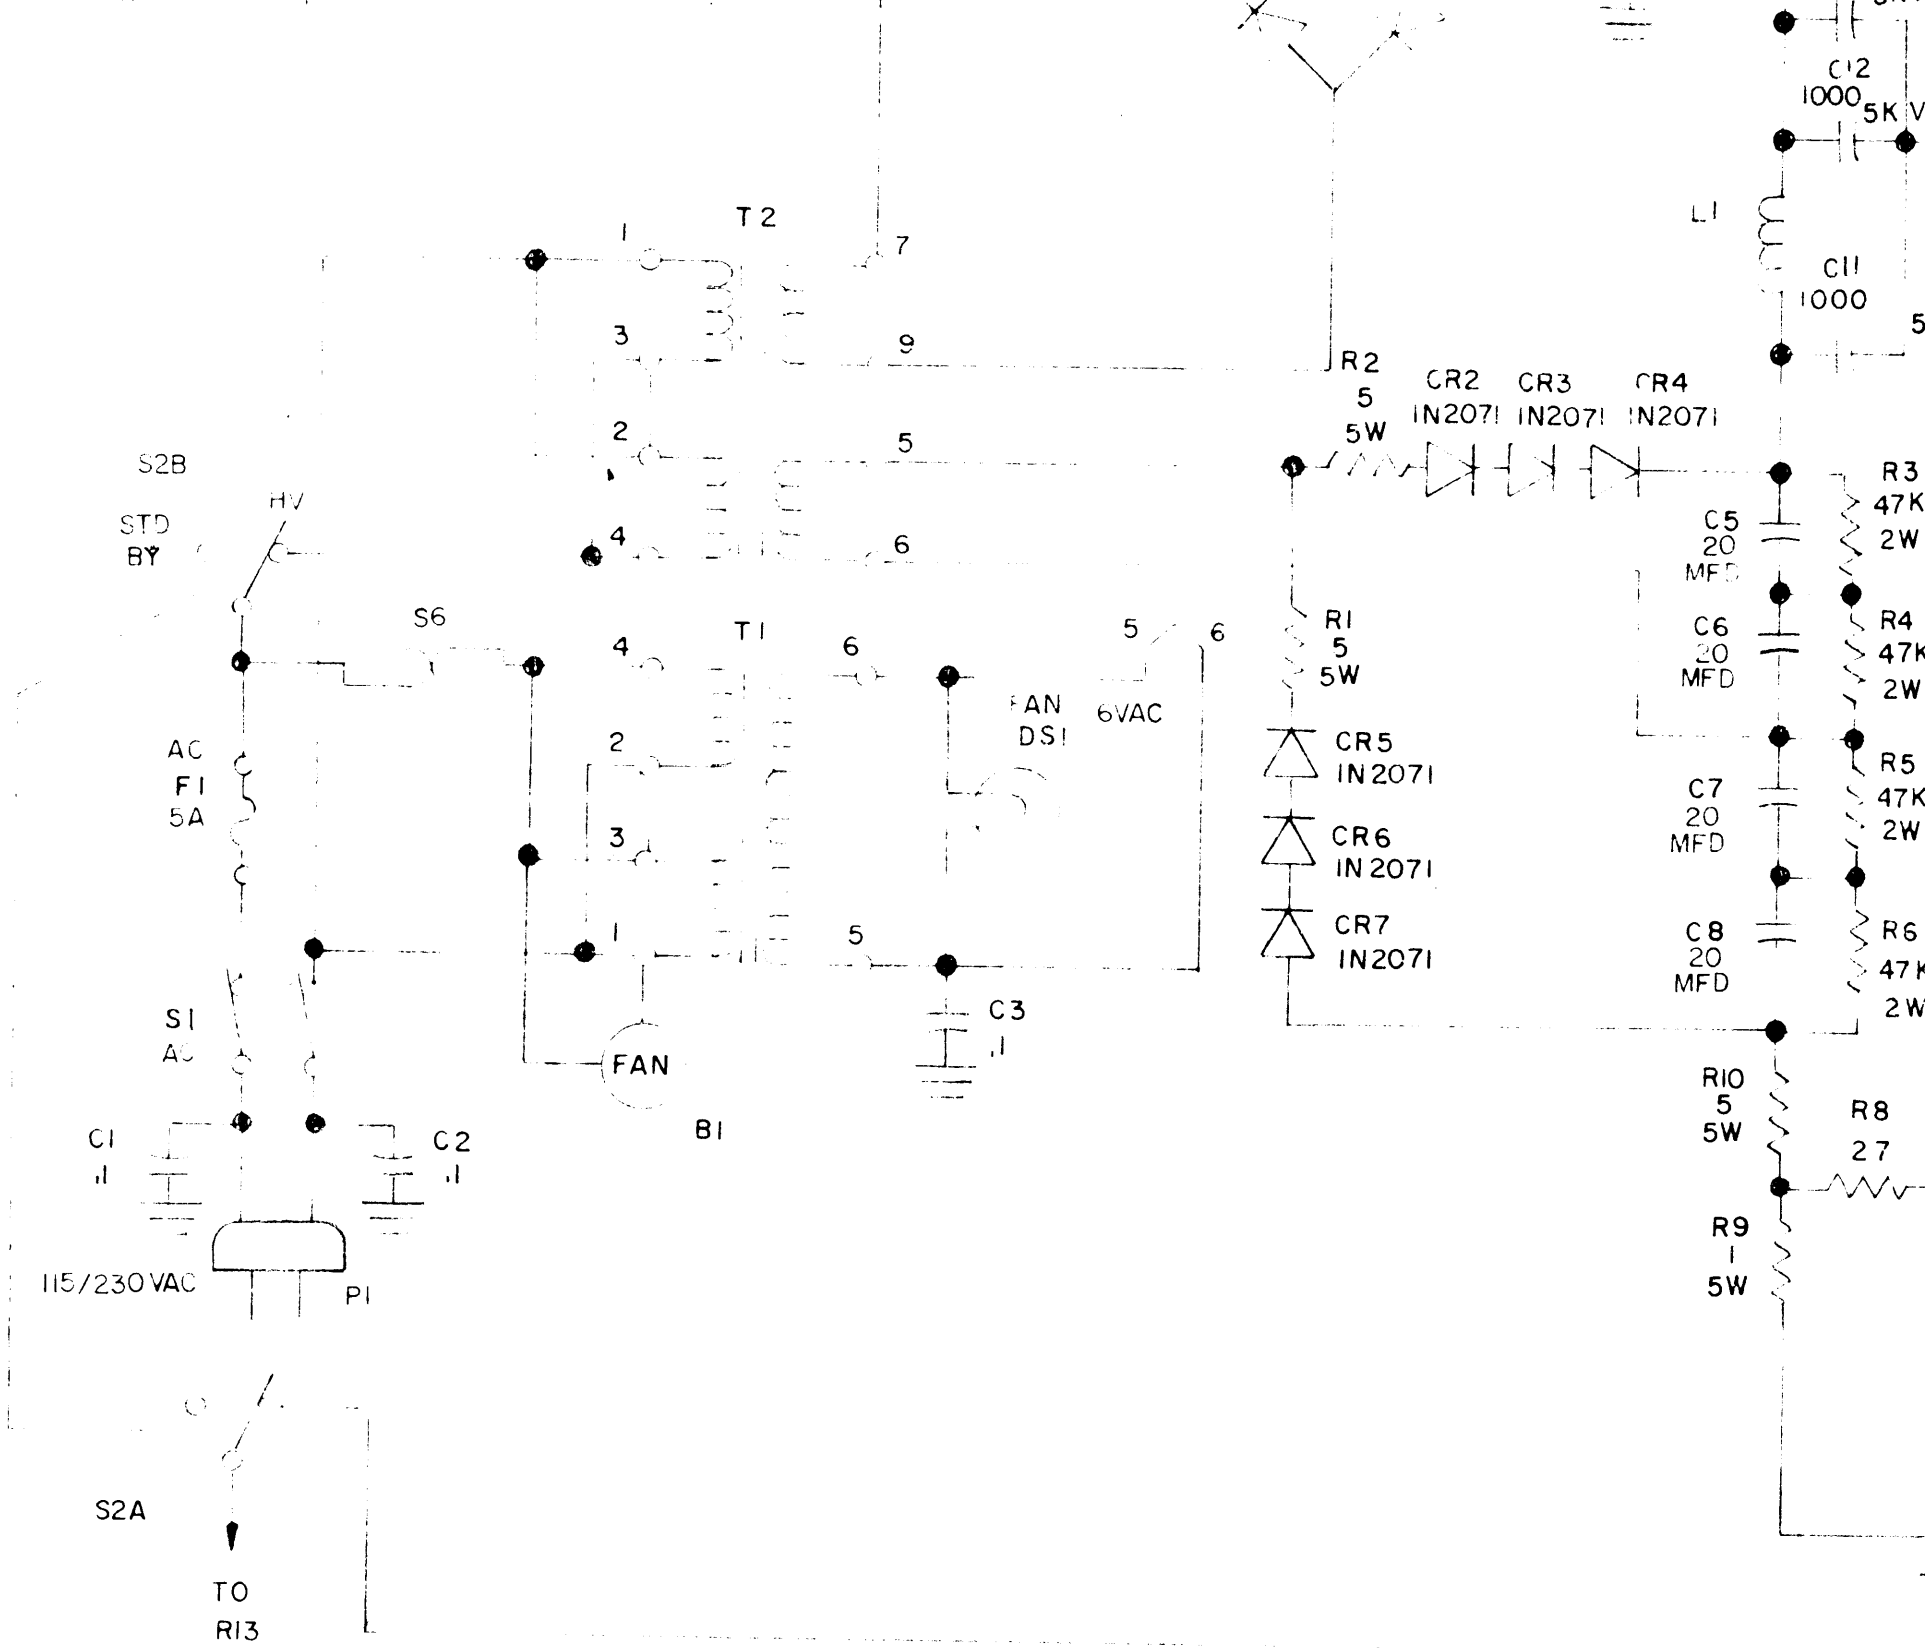 C12
1000
5K V
T2
1
7
3
9
L1
C11
1000
5
R2
5
5W
CR2
1N2071
CR3
1N2071
CR4
1N2071
2
5
4
6
S2B
HV
STD
BY
R3
47K
2W
C5
20
MFD
S6
T1
4
6
5
6
R1
5
5W
C6
20
MFD
R4
47K
2W
FAN
DS1
6VAC
AC
F1
5A
2
3
CR5
1N2071
CR6
1N2071
CR7
1N2071
C7
20
MFD
R5
47K
2W
1
5
C8
20
MFD
R6
47K
2W
S1
AC
C3
.1
FAN
B1
C1
.1
C2
.1
R10
5
5W
R8
27
R9
1
5W
115/230 VAC
P1
S2A
TO
R13